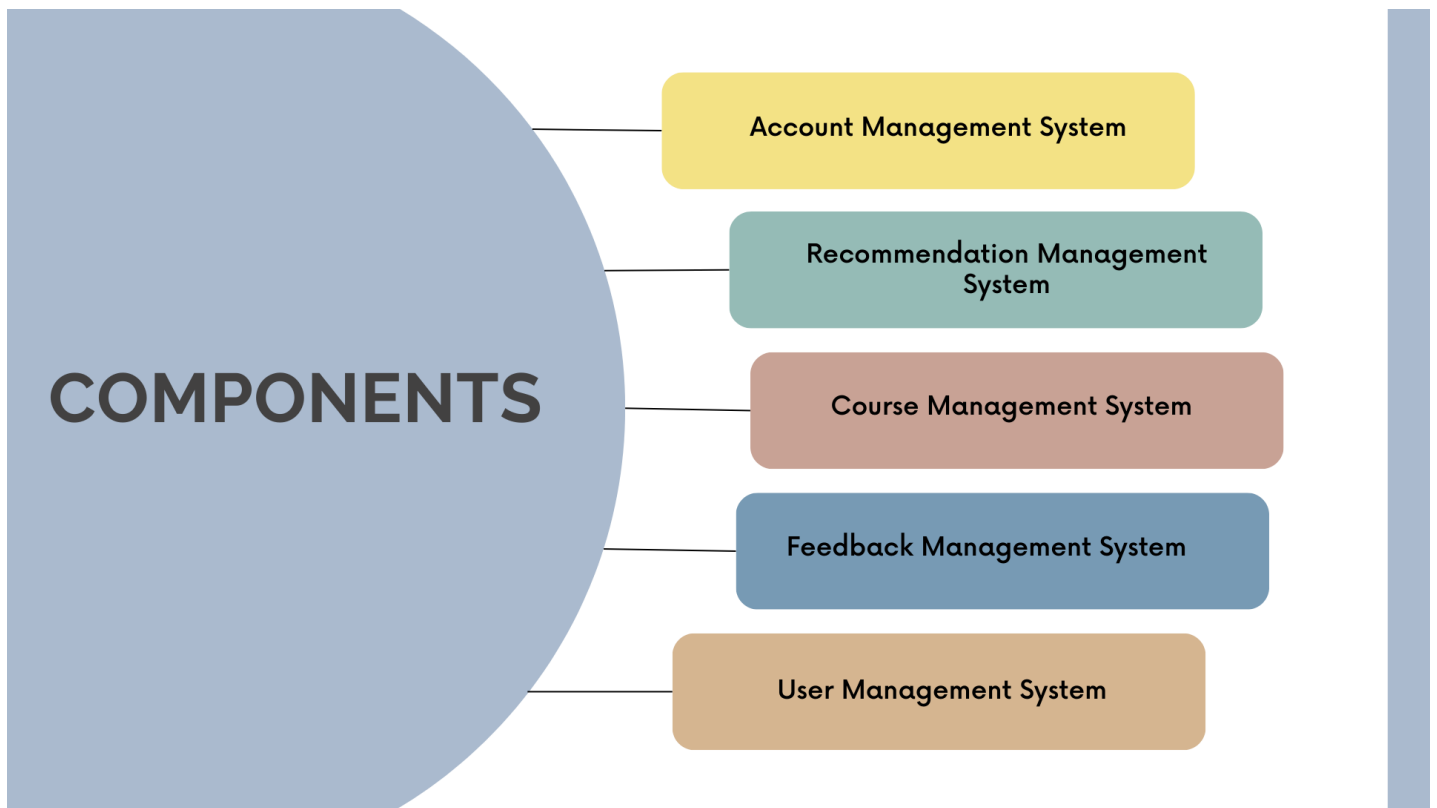 COMPONENTS
Account Management System
Recommendation Management
System
Course Management System
Feedback Management System
User Management System